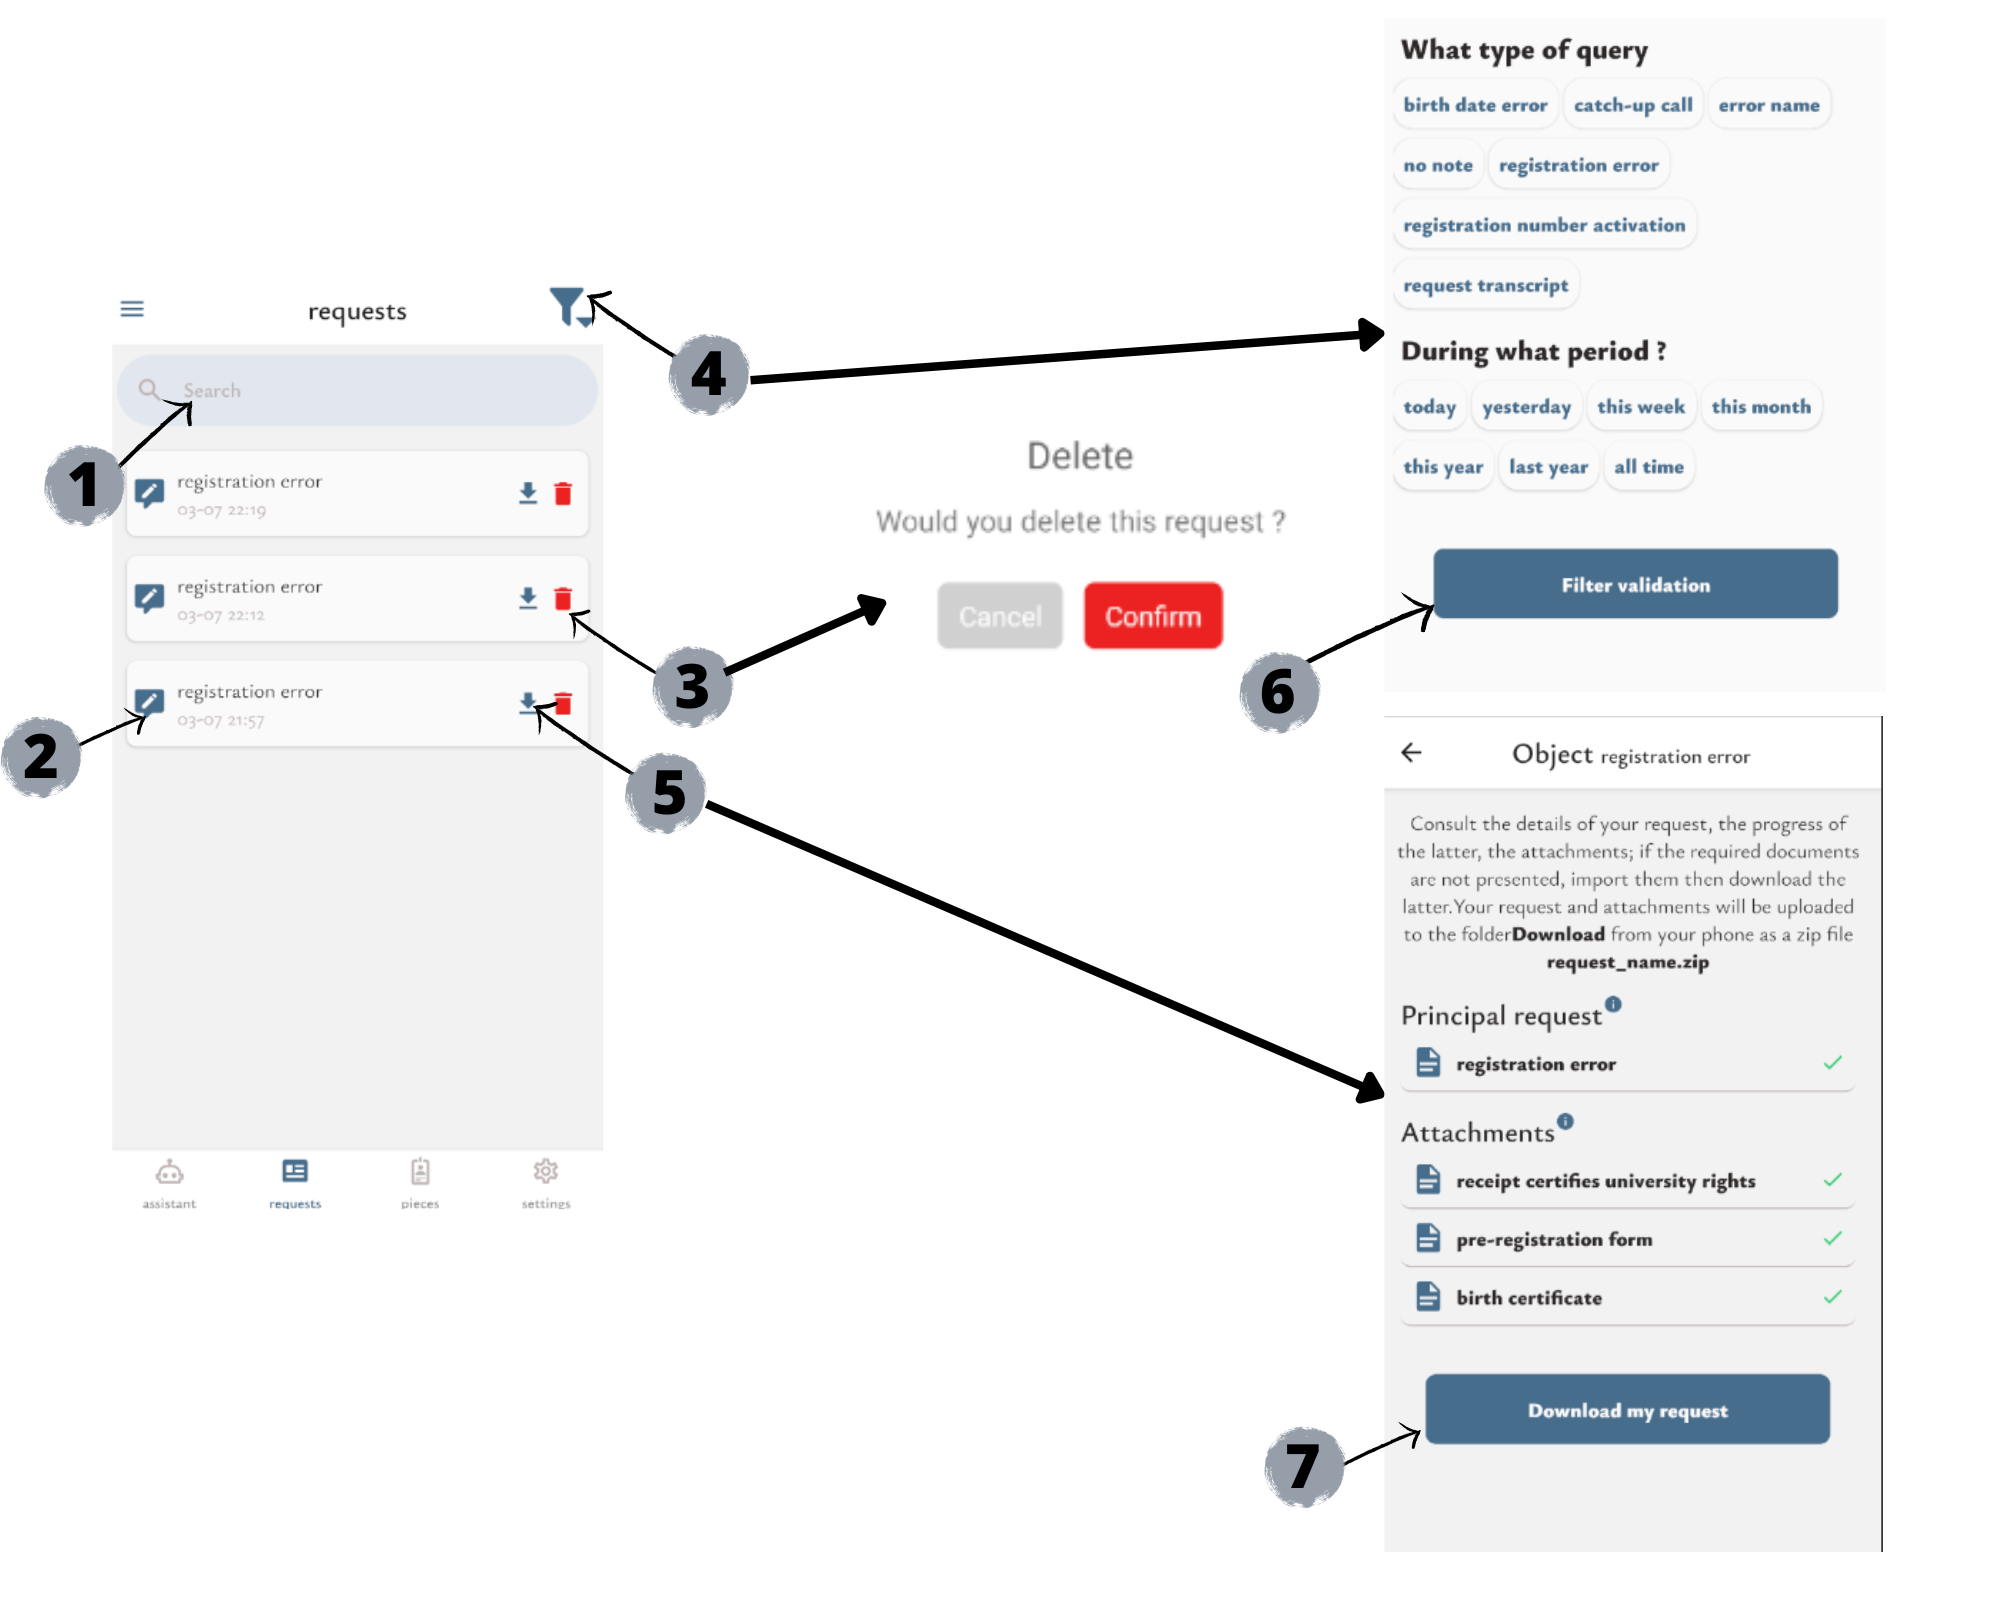 requests
Search
registration error
03-07 22:19
registration error
03-07 22:12
registration error
03-07 21:57
assistant
requests
pieces
settings
1
2
3
4
5
Delete
Would you delete this request ?
Cancel
Confirm
What type of query
birth date error
catch-up call
error name
no note
registration error
registration number activation
request transcript
During what period ?
today
yesterday
this week
this month
this year
last year
all time
Filter validation
6
Object registration error
Consult the details of your request, the progress of
the latter, the attachments; if the required documents
are not presented, import them then download the
latter.Your request and attachments will be uploaded
to the folderDownload from your phone as a zip file
request_name.zip
Principal request
registration error
Attachments
receipt certifies university rights
pre-registration form
birth certificate
Download my request
7